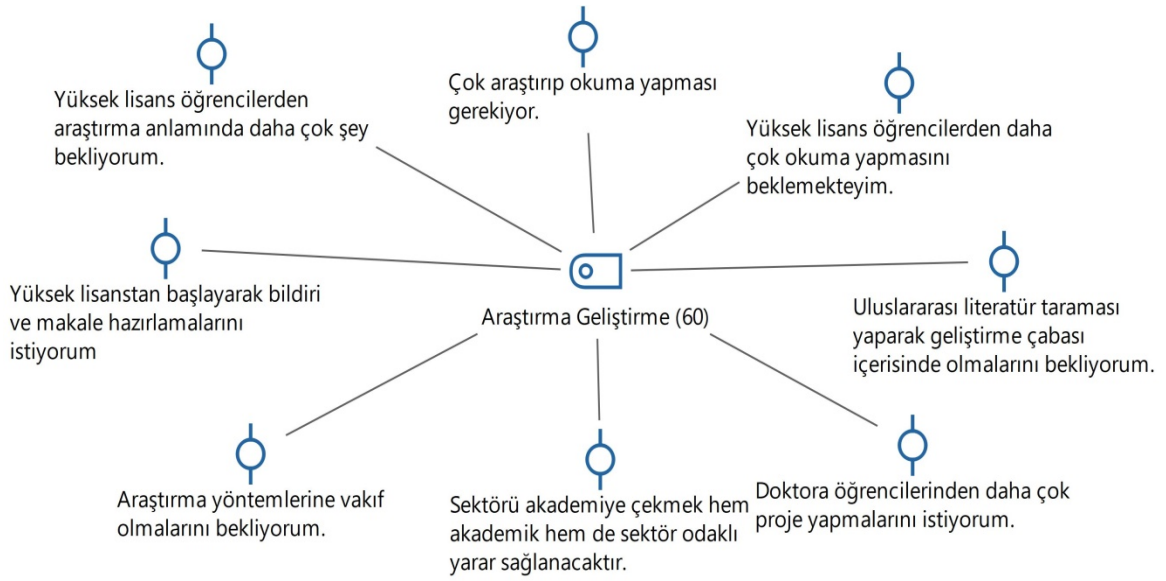 Yüksek lisans öğrencilerden
araştırma anlamında daha çok şey
bekliyorum.
Çok araştırıp okuma yapması
gerekiyor.
Yüksek lisans öğrencilerden daha
çok okuma yapmasını
beklemekteyim.
Yüksek lisanstan başlayarak bildiri
ve makale hazırlamalarını
istiyorum
Araştırma Geliştirme (60)
Uluslararası literatür taraması
yaparak geliştirme çabası
içerisinde olmalarını bekliyorum.
Araştırma yöntemlerine vakıf
olmalarını bekliyorum.
Sektörü akademiye çekmek hem
akademik hem de sektör odaklı
yarar sağlanacaktır.
Doktora öğrencilerinden daha çok
proje yapmalarını istiyorum.